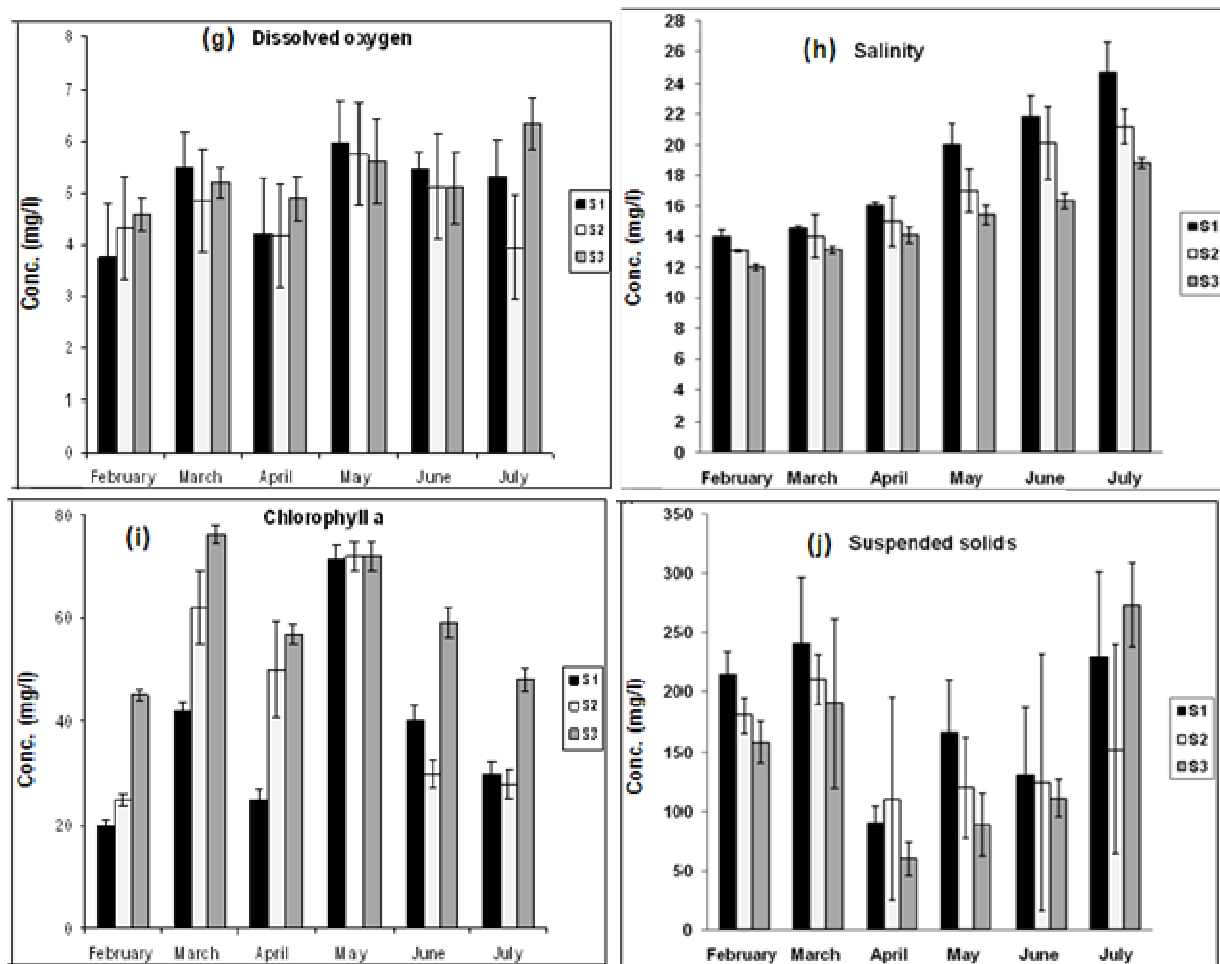 (g) Dissolved oxygen
8
7
6
5
4
3
2
1
0
Conc. (mg/l)
February March April May June July
S1
S2
S3
(h) Salinity
28
26
24
22
20
18
16
14
12
10
8
6
4
2
0
Conc. (mg/l)
February March April May June July
S1
S2
S3
(i) Chlorophyll a
80
60
40
20
0
Conc. (mg/l)
February March April May June July
S1
S2
S3
(j) Suspended solids
350
300
250
200
150
100
50
0
Conc. (mg/l)
February March April May June July
S1
S2
S3